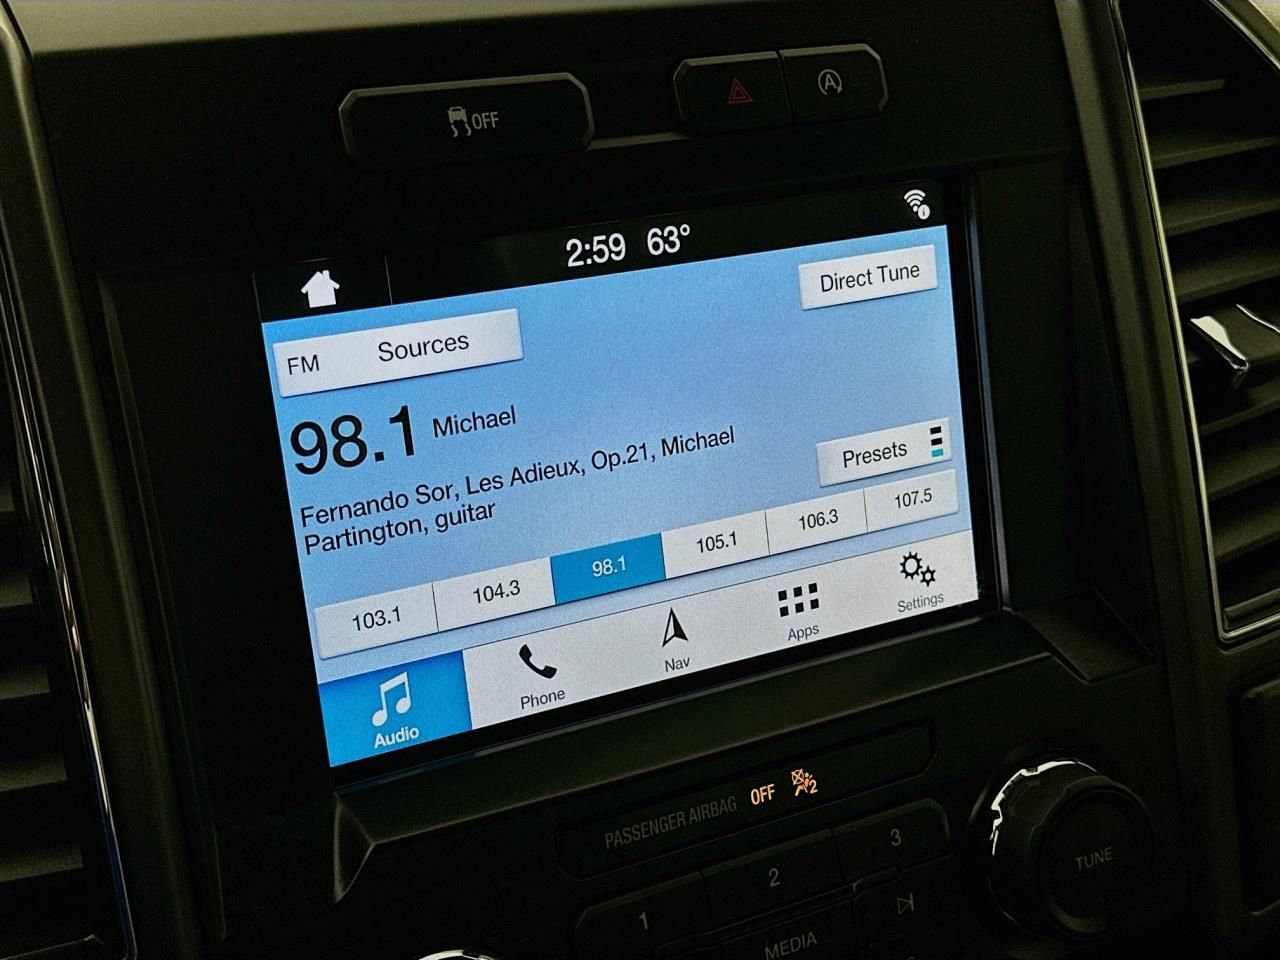 OFF
A
2:59 63°
Direct Tune
FM Sources
98.1 Michael
Fernando Sor, Les Adieux, Op.21, Michael
Partington, guitar
Presets
103.1 104.3 98.1 105.1 106.3 107.5
Audio Phone Nav Apps Settings
PASSENGER AIRBAG OFF 2
1 2 3
MEDIA
TUNE